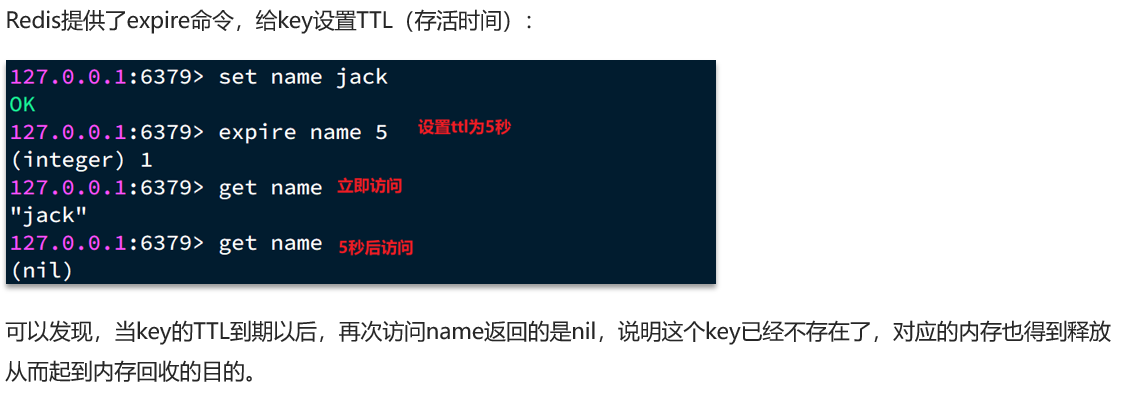 Redis提供了expire命令，给key设置TTL（存活时间）：
127.0.0.1:6379> set name jack
OK
127.0.0.1:6379> expire name 5 设置ttl为5秒
(integer) 1
127.0.0.1:6379> get name 立即访问
"jack"
127.0.0.1:6379> get name 5秒后访问
(nil)
可以发现，当key的TTL到期以后，再次访问name返回的是nil，说明这个key已经不存在了，对应的内存也得到释放
从而起到内存回收的目的。